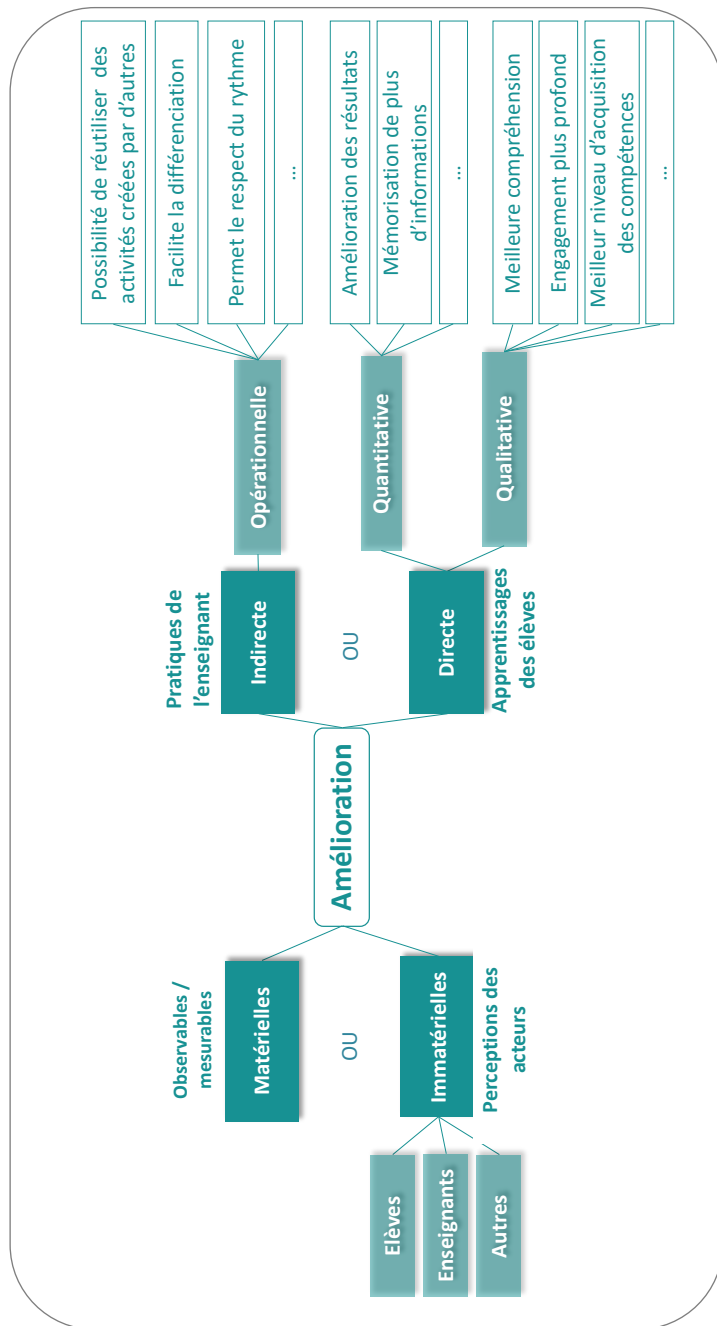 Elèves
Enseignants
Autres
Observables /
mesurables
Matérielles
OU
Immatérielles
Perceptions des
acteurs
Amélioration
Pratiques de
l'enseignant
Indirecte
OU
Directe
Apprentissages
des élèves
Opérationnelle
Quantitative
Qualitative
Possibilité de réutiliser des
activités créées par d'autres
Facilite la différenciation
Permet le respect du rythme
...
Amélioration des résultats
Mémorisation de plus
d'informations
...
Meilleure compréhension
Engagement plus profond
Meilleur niveau d'acquisition
des compétences
...